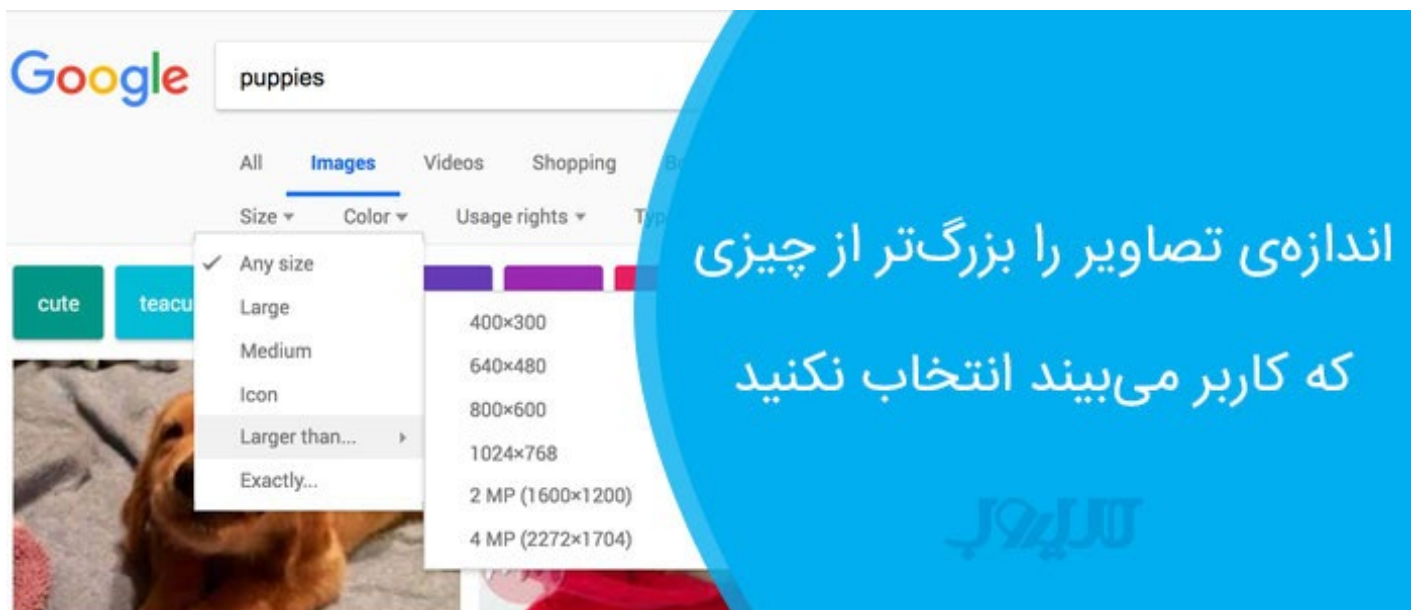 Google
puppies
All Images Videos Shopping
Size Color Usage rights
Any size
Large
Medium
Icon
Larger than...
Exactly...
400×300
640×480
800×600
1024×768
2 MP (1600×1200)
4 MP (2272×1704)
cute
اندازه‌ی تصاویر را بزرگ‌تر از چیزی
که کاربر می‌بیند انتخاب نکنید